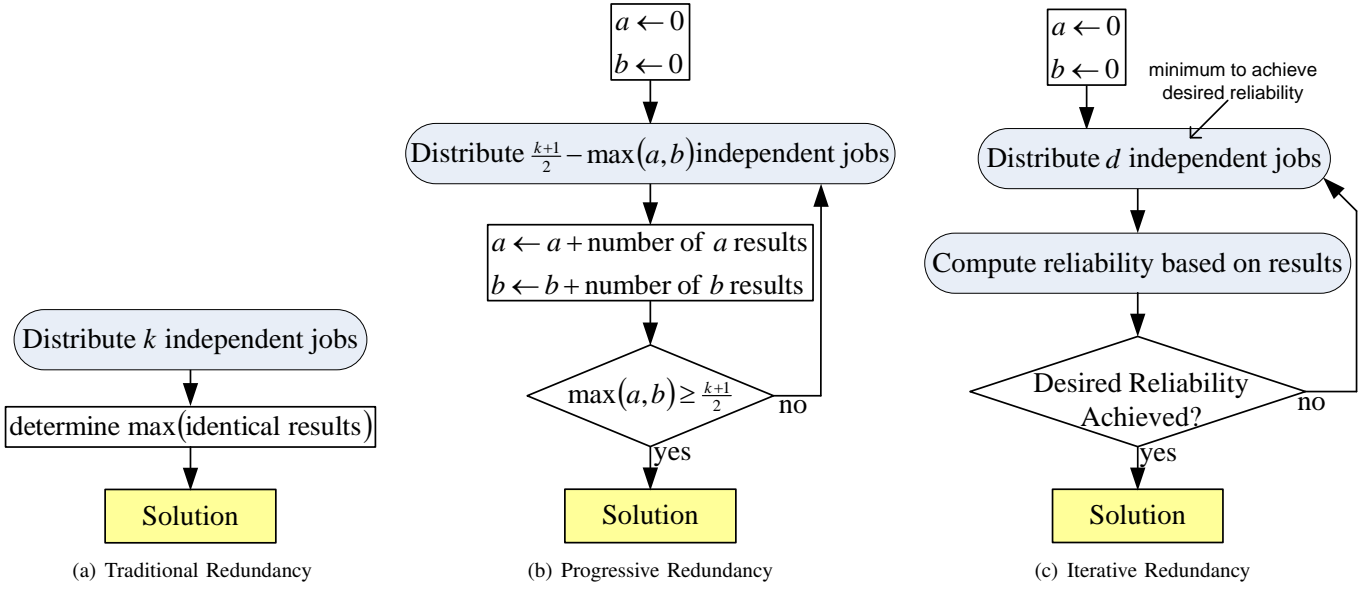 Distribute k independent jobs
determine max(identical results)
Solution
(a) Traditional Redundancy
a ← 0
b ← 0
Distribute (k+1)/2 − max(a, b) independent jobs
a ← a + number of a results
b ← b + number of b results
max(a, b) ≥ (k+1)/2
no
yes
Solution
(b) Progressive Redundancy
a ← 0
b ← 0
minimum to achieve
desired reliability
Distribute d independent jobs
Compute reliability based on results
Desired Reliability
Achieved?
no
yes
Solution
(c) Iterative Redundancy